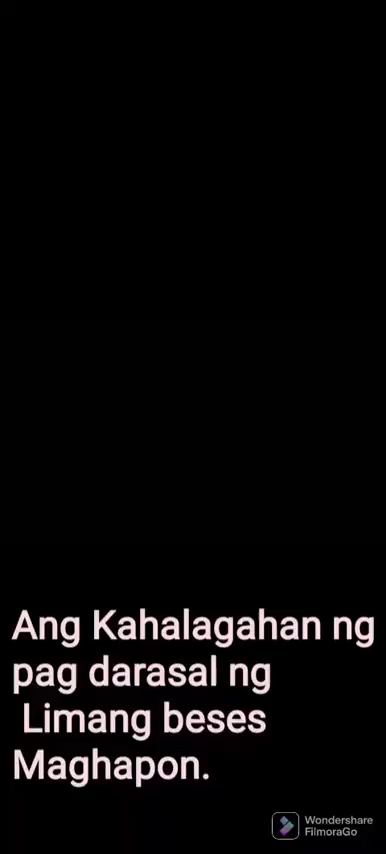 Ang Kahalagahan ng
pag darasal ng
Limang beses
Maghapon.
Wondershare
FilmoraGo